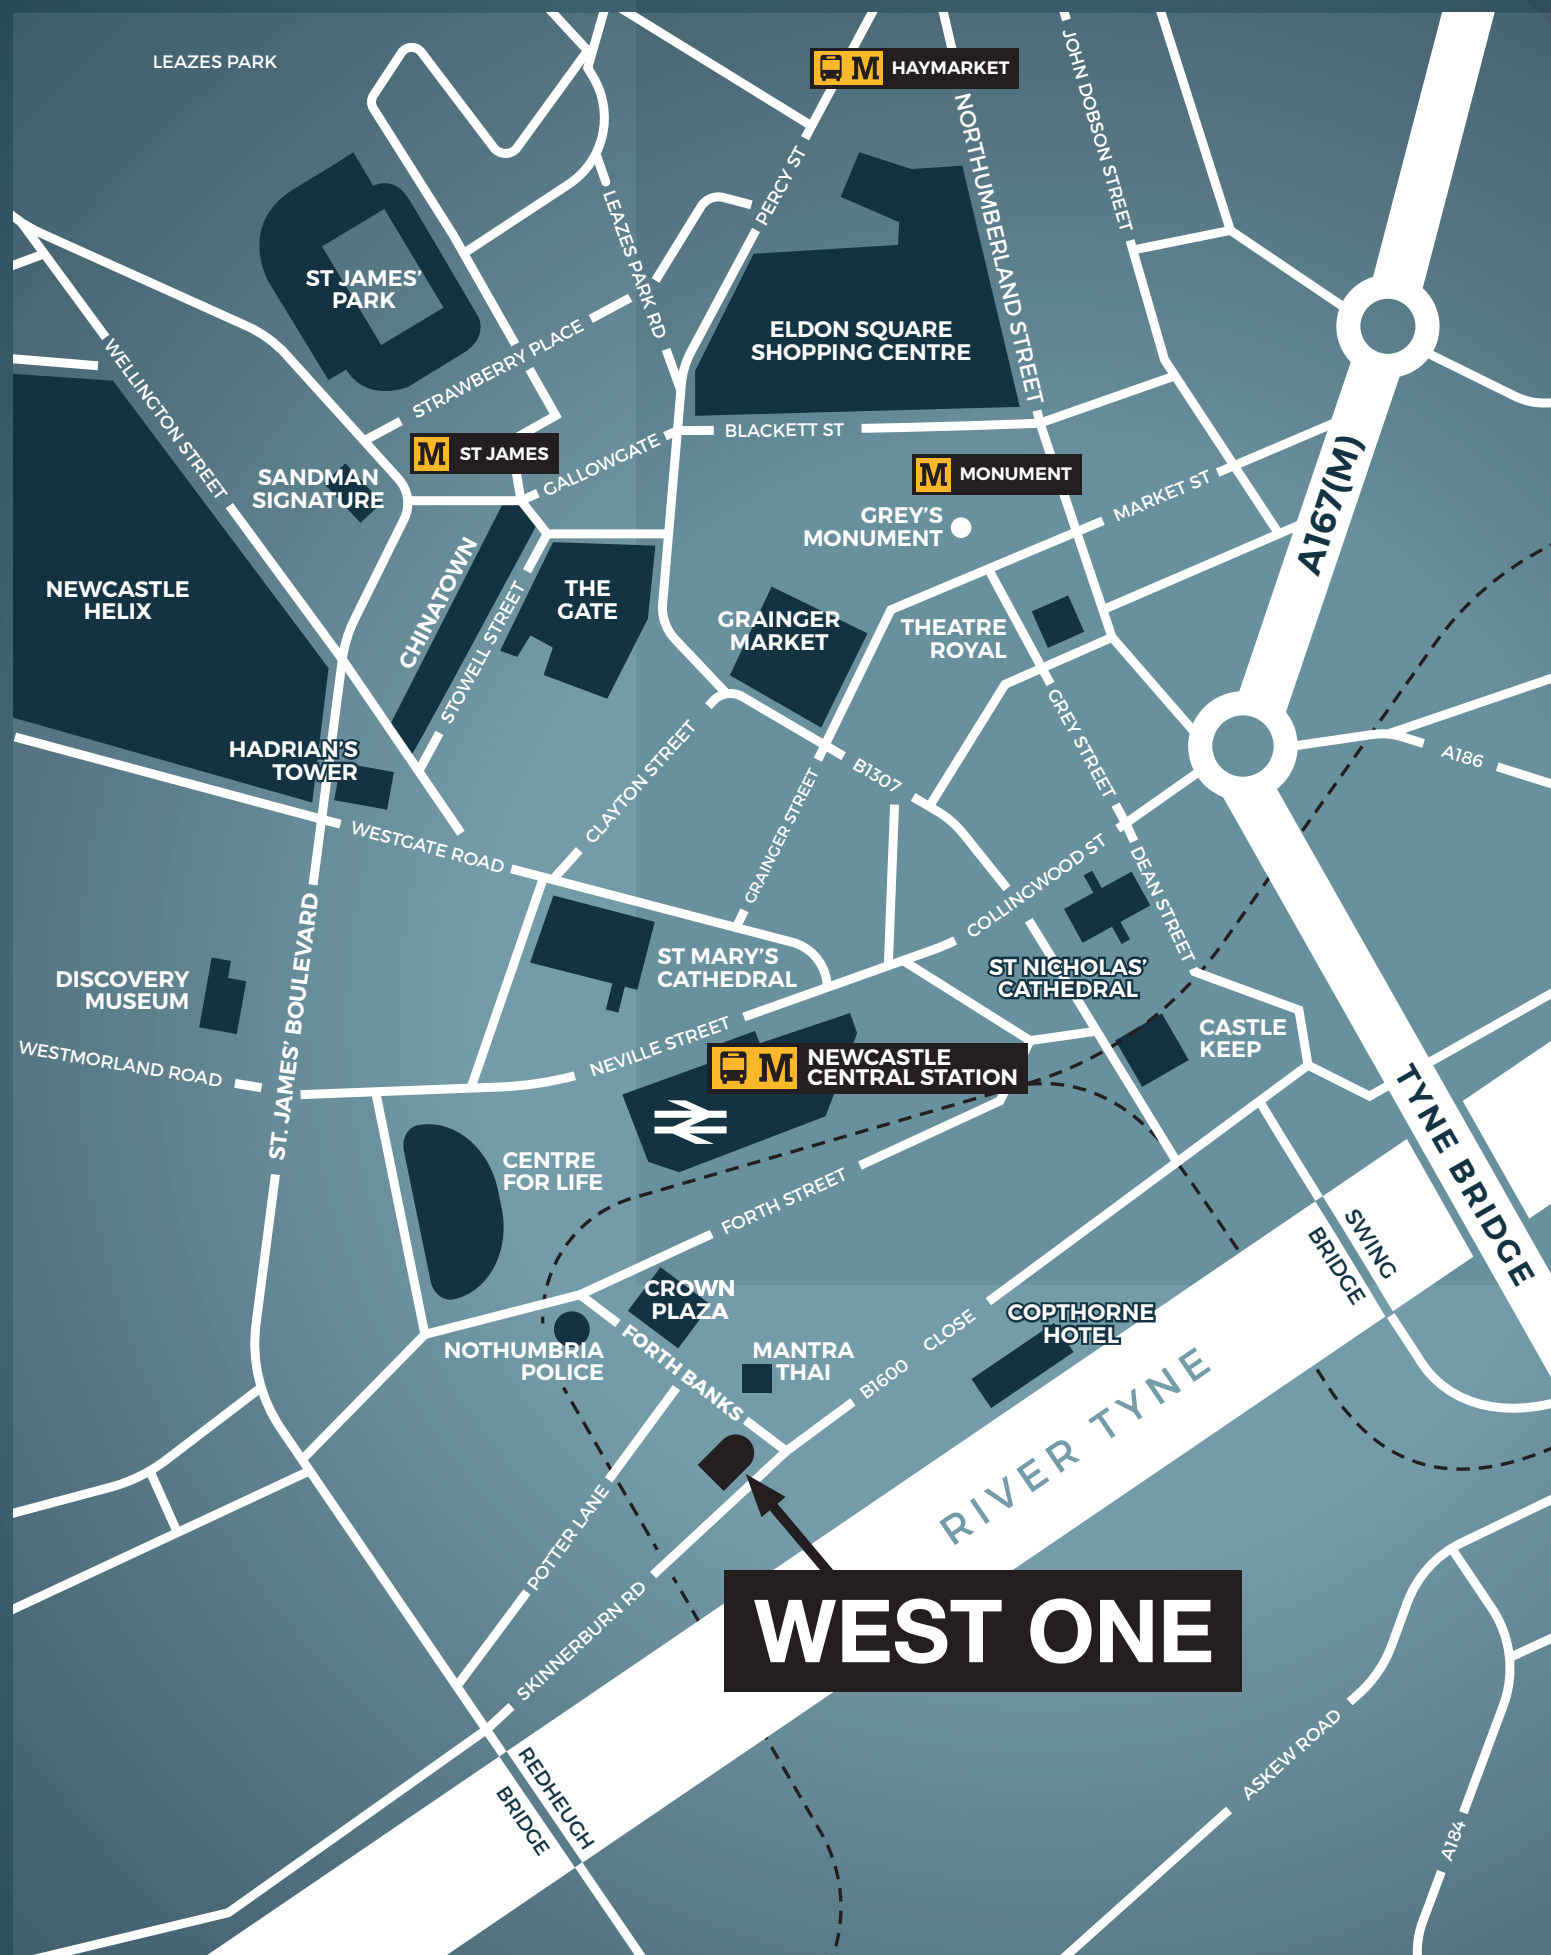 LEAZES PARK
M HAYMARKET
JOHN DOBSON STREET
NORTHUMBERLAND STREET
PERCY ST
LEAZES PARK RD
ST JAMES'
PARK
STRAWBERRY PLACE
ELDON SQUARE
SHOPPING CENTRE
WELLINGTON STREET
BLACKETT ST
M ST JAMES
GALLOWGATE
M MONUMENT
MARKET ST
A167(M)
SANDMAN
SIGNATURE
GREY'S
MONUMENT
NEWCASTLE
HELIX
CHINATOWN
STOWELL STREET
THE
GATE
GRAINGER
MARKET
THEATRE
ROYAL
GREY STREET
HADRIAN'S
TOWER
CLAYTON STREET
GRAINGER STREET
B1307
A186
WESTGATE ROAD
COLLINGWOOD ST
DEAN STREET
ST. JAMES' BOULEVARD
DISCOVERY
MUSEUM
ST MARY'S
CATHEDRAL
ST NICHOLAS'
CATHEDRAL
CASTLE
KEEP
WESTMORLAND ROAD
NEVILLE STREET
M NEWCASTLE
CENTRAL STATION
TYNE BRIDGE
CENTRE
FOR LIFE
FORTH STREET
SWING
BRIDGE
CROWN
PLAZA
NOTHUMBRIA
POLICE
FORTH BANKS
MANTRA
THAI
B1600
CLOSE
COPTHORNE
HOTEL
RIVER TYNE
POTTER LANE
SKINNERBURN RD
WEST ONE
REDHEUGH
BRIDGE
ASKEW ROAD
A184